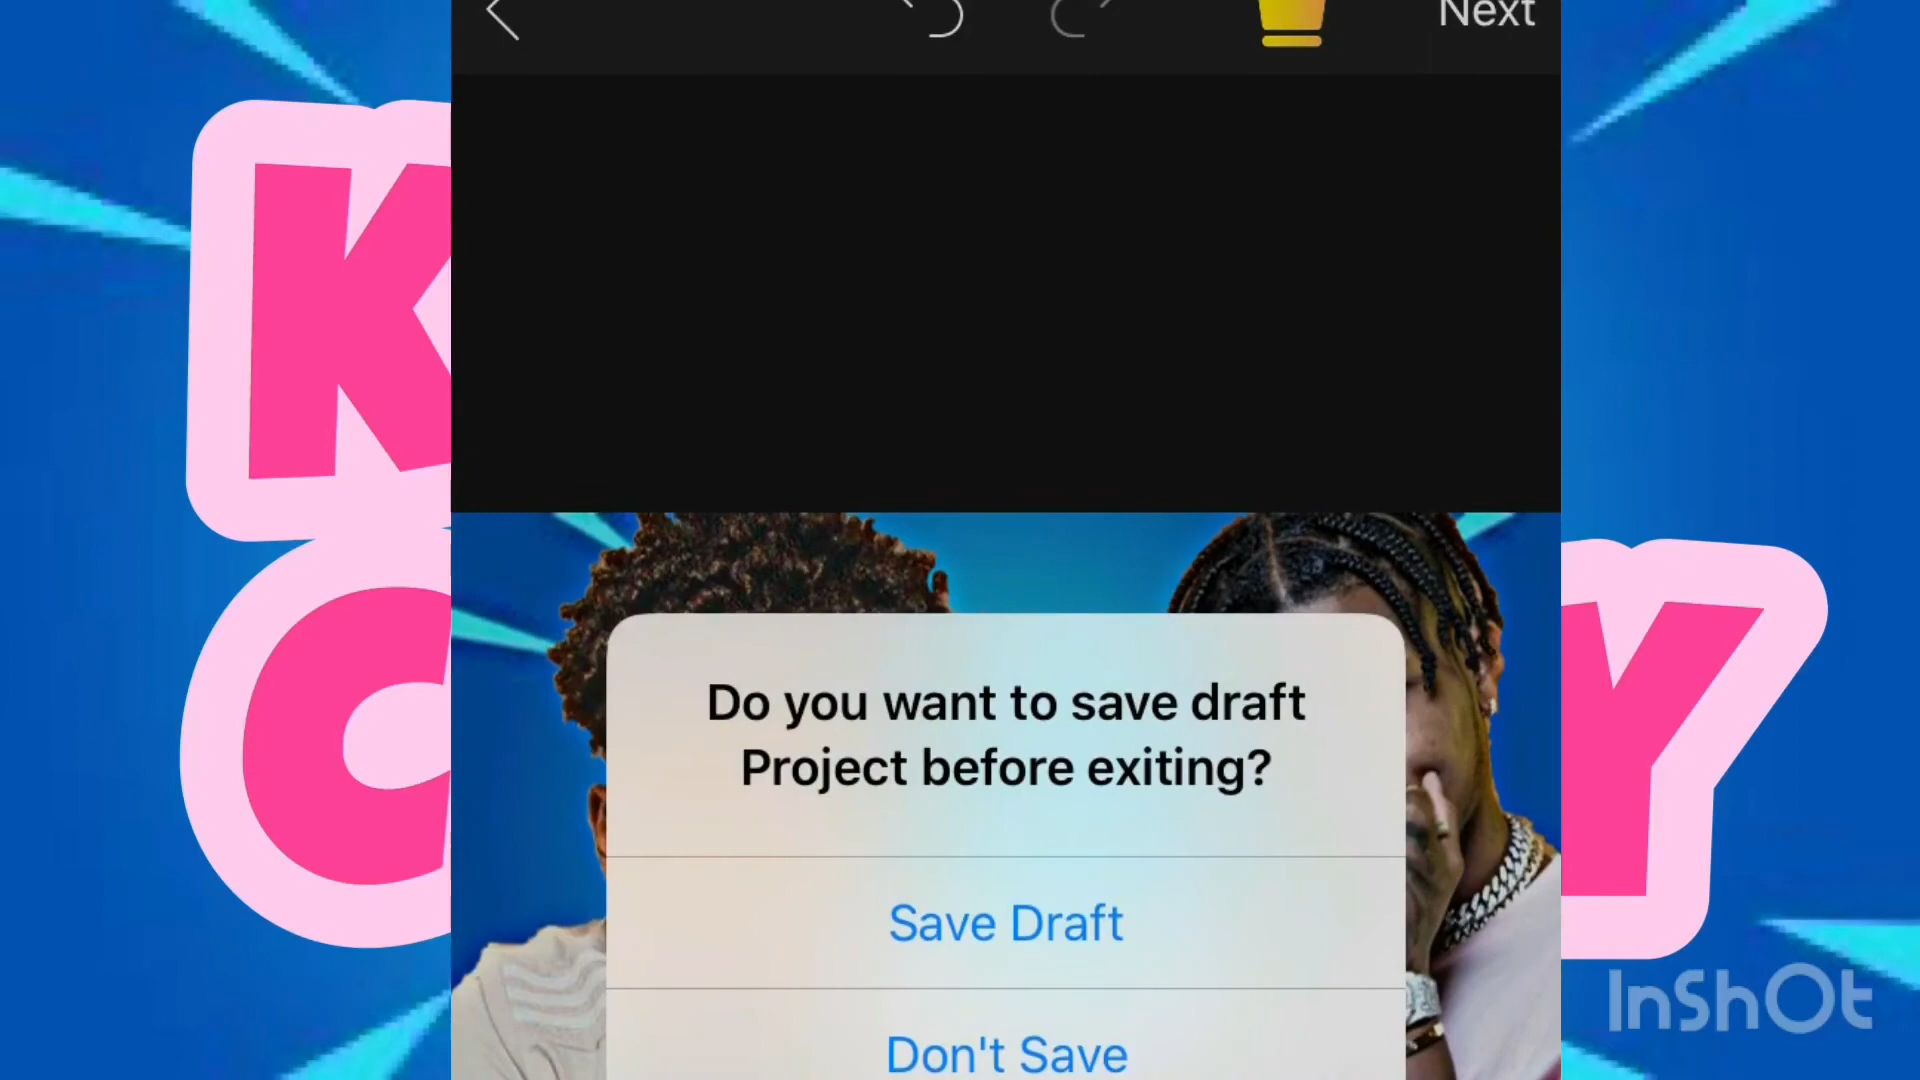 Next
K
Do you want to save draft
Project before exiting?
C
Y
Save Draft
Don't Save
InShOt